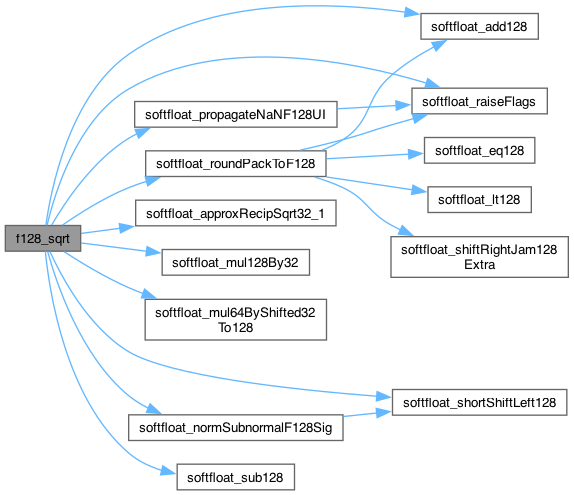 softfloat_add128
softfloat_raiseFlags
softfloat_propagateNaNF128UI
softfloat_roundPackToF128
softfloat_eq128
softfloat_lt128
softfloat_approxRecipSqrt32_1
f128_sqrt
softfloat_shiftRightJam128
Extra
softfloat_mul128By32
softfloat_mul64ByShifted32
To128
softfloat_shortShiftLeft128
softfloat_normSubnormalF128Sig
softfloat_sub128